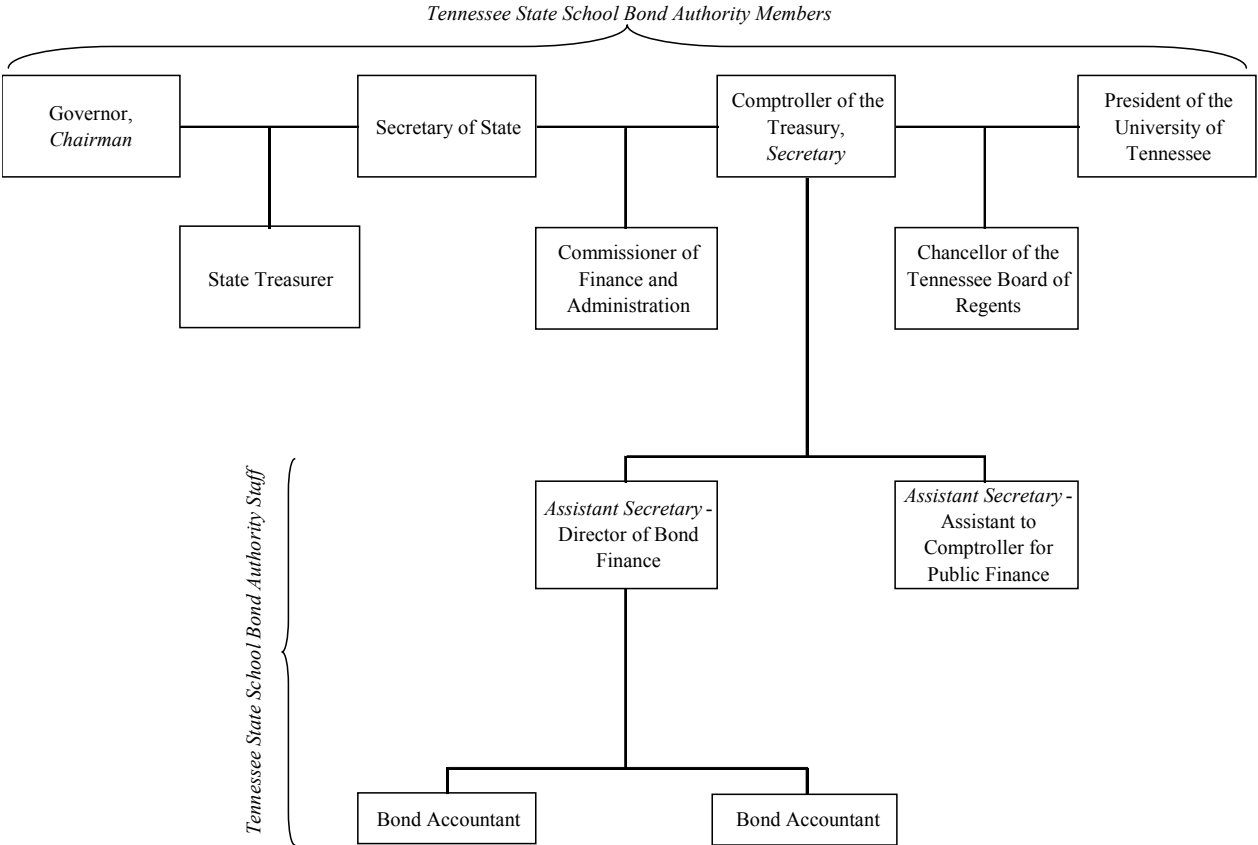 Tennessee State School Bond Authority Members
Governor,
Chairman
Secretary of State
Comptroller of the
Treasury,
Secretary
President of the
University of
Tennessee
State Treasurer
Commissioner of
Finance and
Administration
Chancellor of the
Tennessee Board of
Regents
Tennessee State School Bond Authority Staff
Assistant Secretary -
Director of Bond
Finance
Assistant Secretary -
Assistant to
Comptroller for
Public Finance
Bond Accountant
Bond Accountant